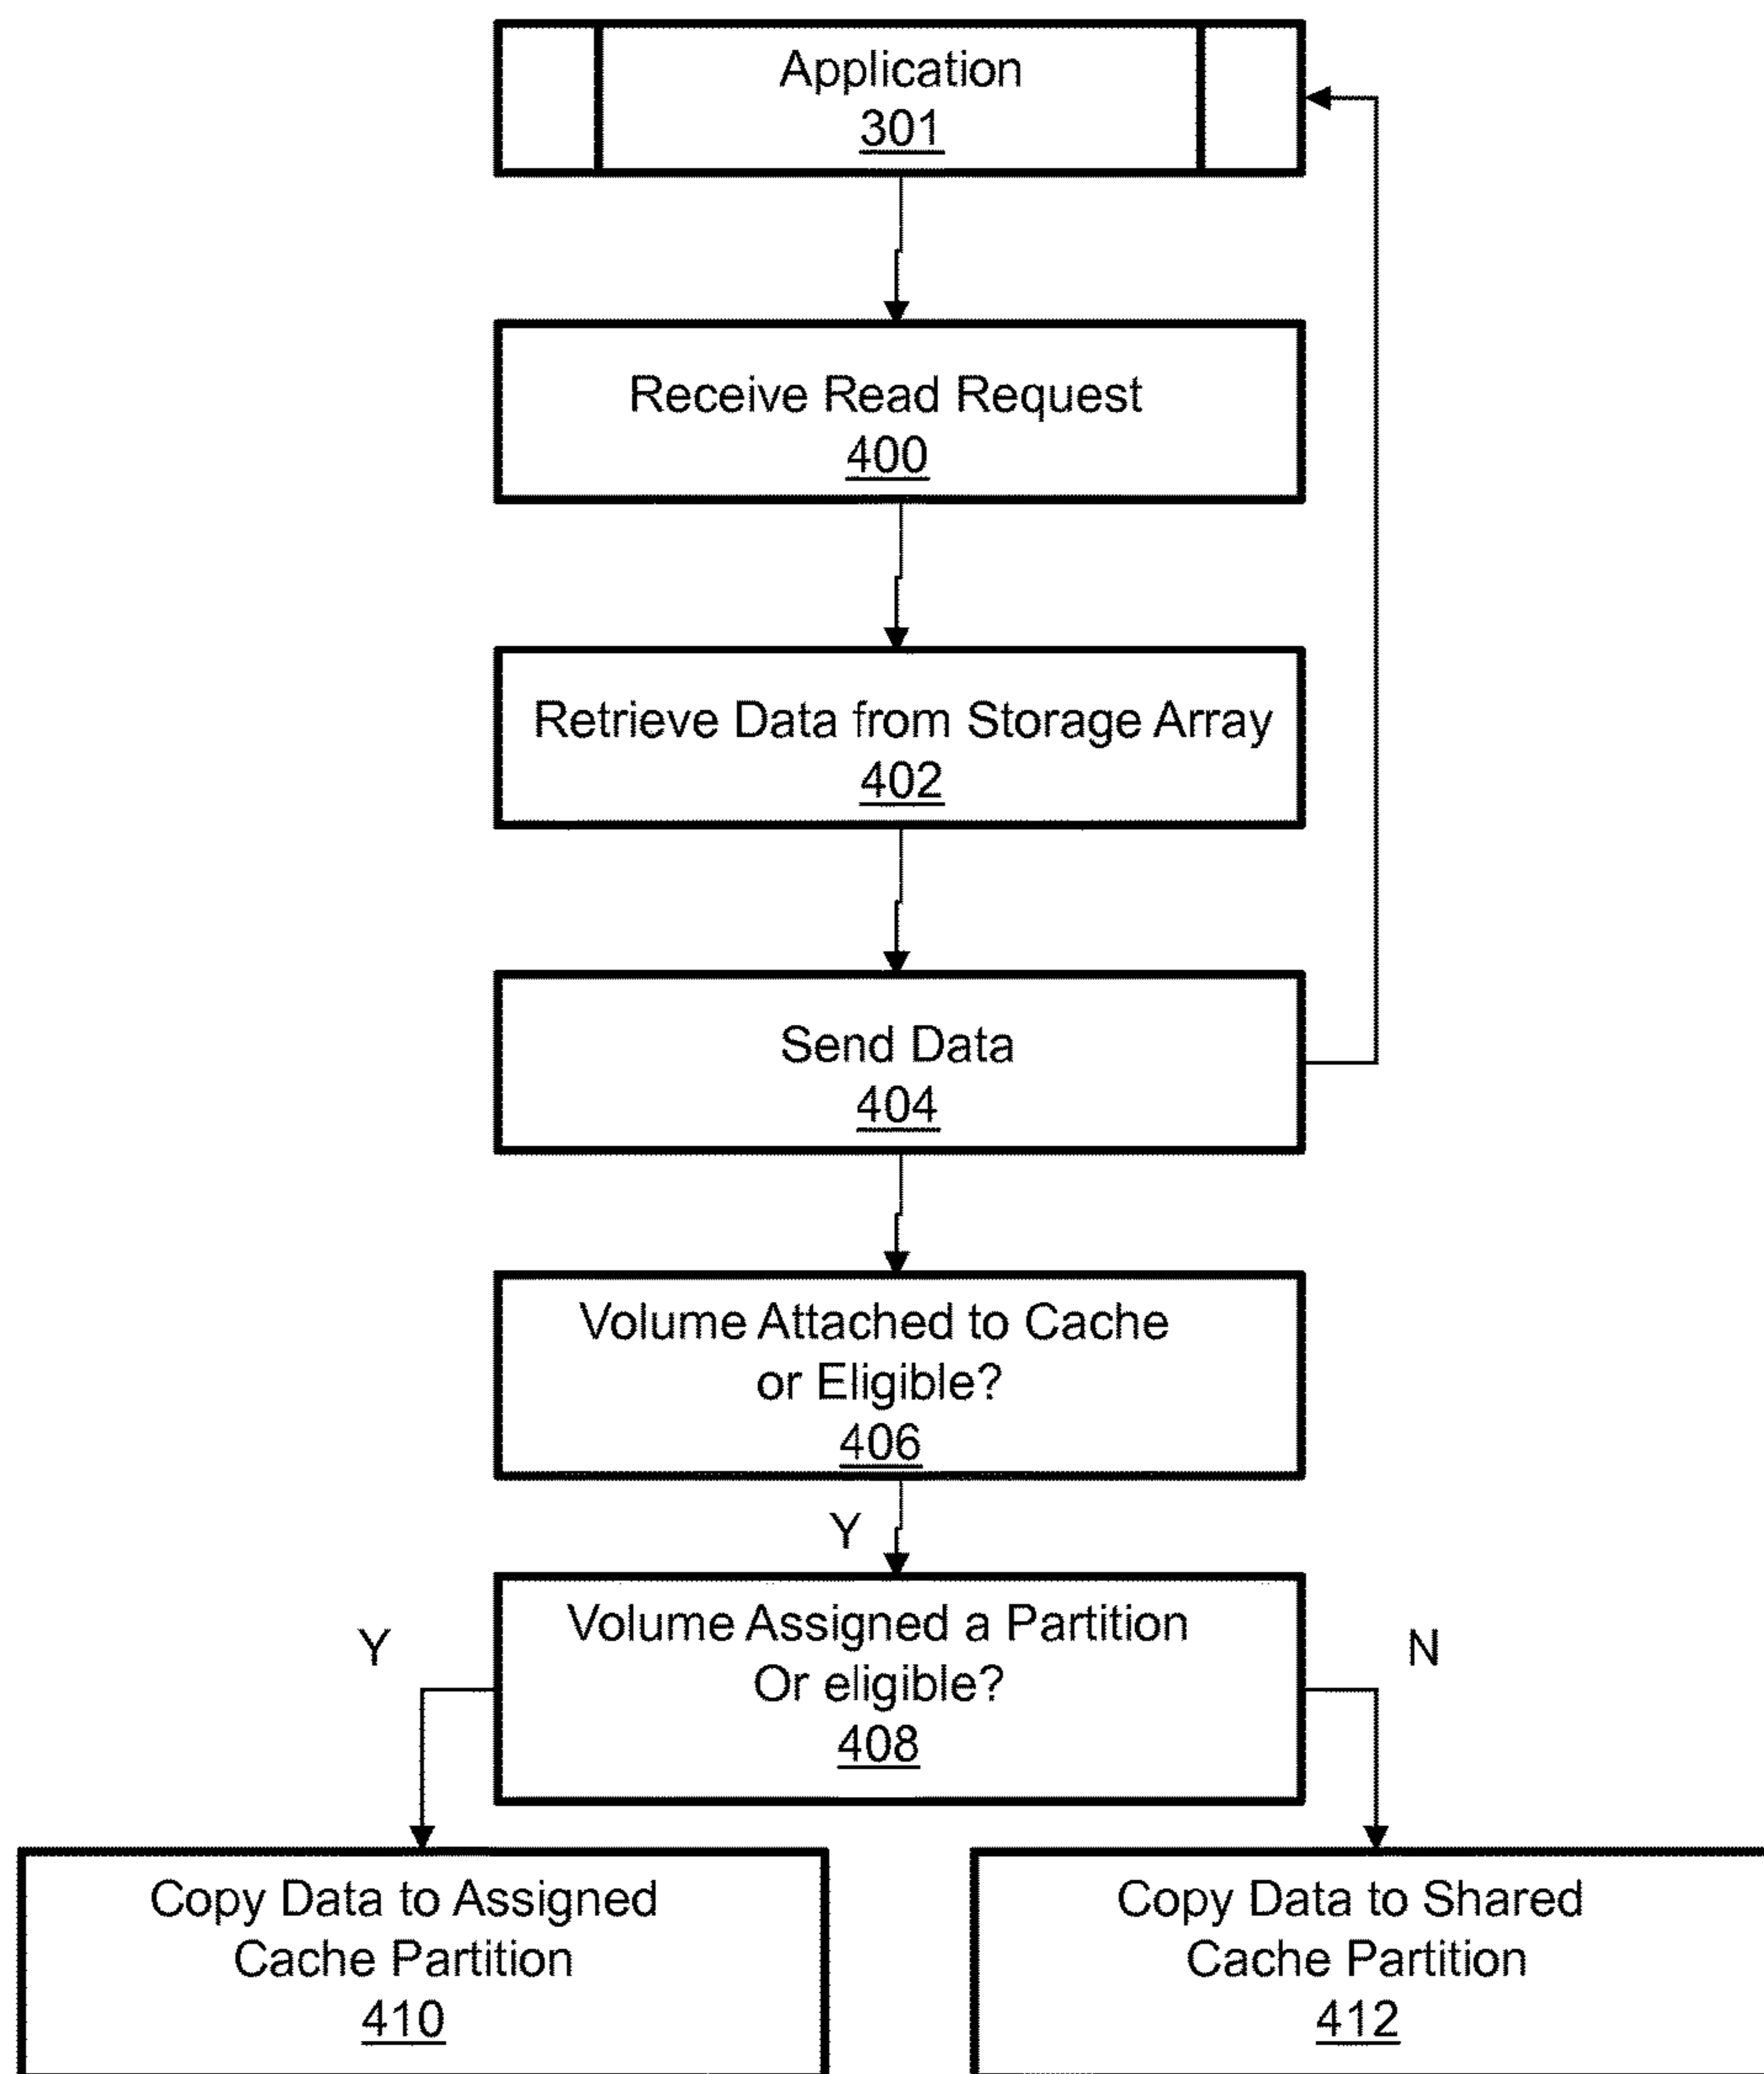 Application
301
Receive Read Request
400
Retrieve Data from Storage Array
402
Send Data
404
Volume Attached to Cache
or Eligible?
406
Y
Volume Assigned a Partition
Or eligible?
408
Y
N
Copy Data to Assigned
Cache Partition
410
Copy Data to Shared
Cache Partition
412